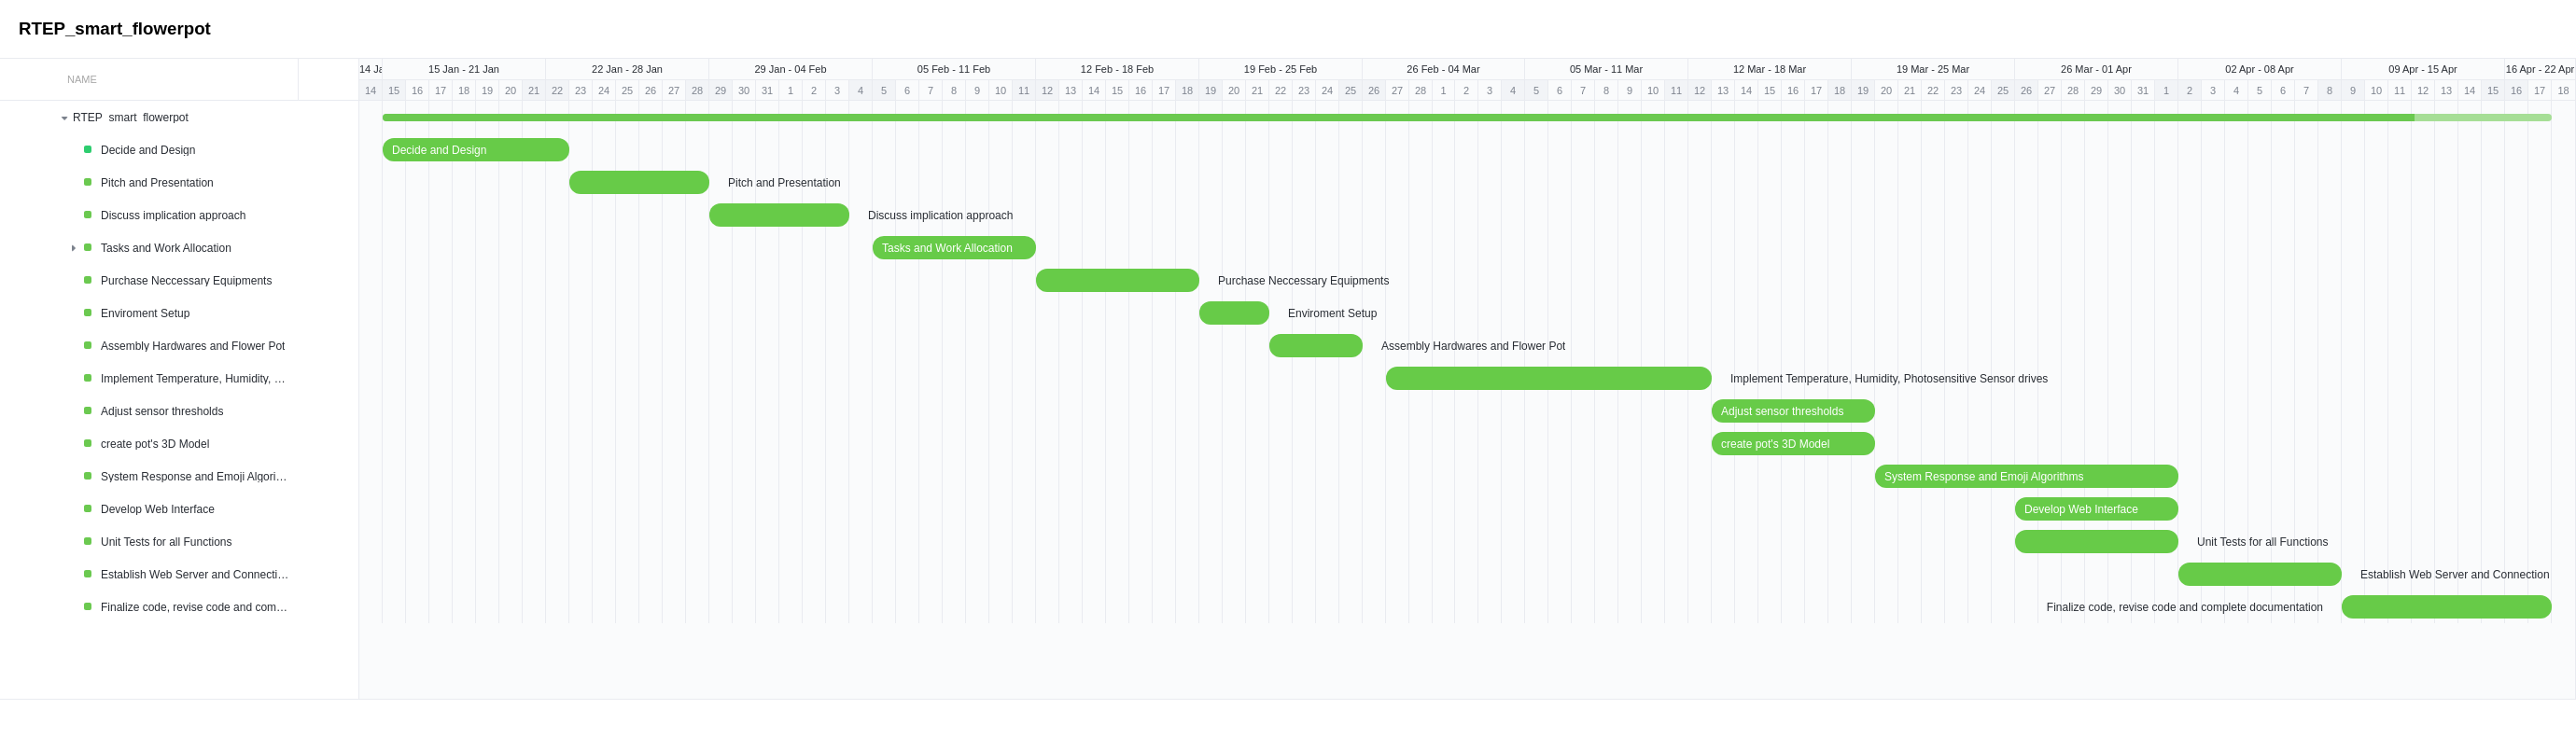 RTEP_smart_flowerpot
NAME
14 Ja 15 Jan - 21 Jan 22 Jan - 28 Jan 29 Jan - 04 Feb 05 Feb - 11 Feb 12 Feb - 18 Feb 19 Feb - 25 Feb 26 Feb - 04 Mar 05 Mar - 11 Mar 12 Mar - 18 Mar 19 Mar - 25 Mar 26 Mar - 01 Apr 02 Apr - 08 Apr 09 Apr - 15 Apr 16 Apr - 22 Apr
14 15 16 17 18 19 20 21 22 23 24 25 26 27 28 29 30 31 1 2 3 4 5 6 7 8 9 10 11 12 13 14 15 16 17 18 19 20 21 22 23 24 25 26 27 28 1 2 3 4 5 6 7 8 9 10 11 12 13 14 15 16 17 18 19 20 21 22 23 24 25 26 27 28 29 30 31 1 2 3 4 5 6 7 8 9 10 11 12 13 14 15 16 17 18
RTEP smart flowerpot
Decide and Design Decide and Design
Pitch and Presentation Pitch and Presentation
Discuss implication approach Discuss implication approach
Tasks and Work Allocation Tasks and Work Allocation
Purchase Neccessary Equipments Purchase Neccessary Equipments
Enviroment Setup Enviroment Setup
Assembly Hardwares and Flower Pot Assembly Hardwares and Flower Pot
Implement Temperature, Humidity, … Implement Temperature, Humidity, Photosensitive Sensor drives
Adjust sensor thresholds Adjust sensor thresholds
create pot's 3D Model create pot's 3D Model
System Response and Emoji Algori… System Response and Emoji Algorithms
Develop Web Interface Develop Web Interface
Unit Tests for all Functions Unit Tests for all Functions
Establish Web Server and Connecti… Establish Web Server and Connection
Finalize code, revise code and com… Finalize code, revise code and complete documentation